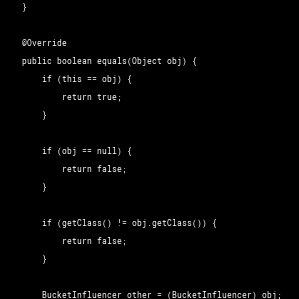 }
@Override
public boolean equals(Object obj) {
if (this == obj) {
return true;
}
if (obj == null) {
return false;
}
if (getClass() != obj.getClass()) {
return false;
}
BucketInfluencer other = (BucketInfluencer) obj;